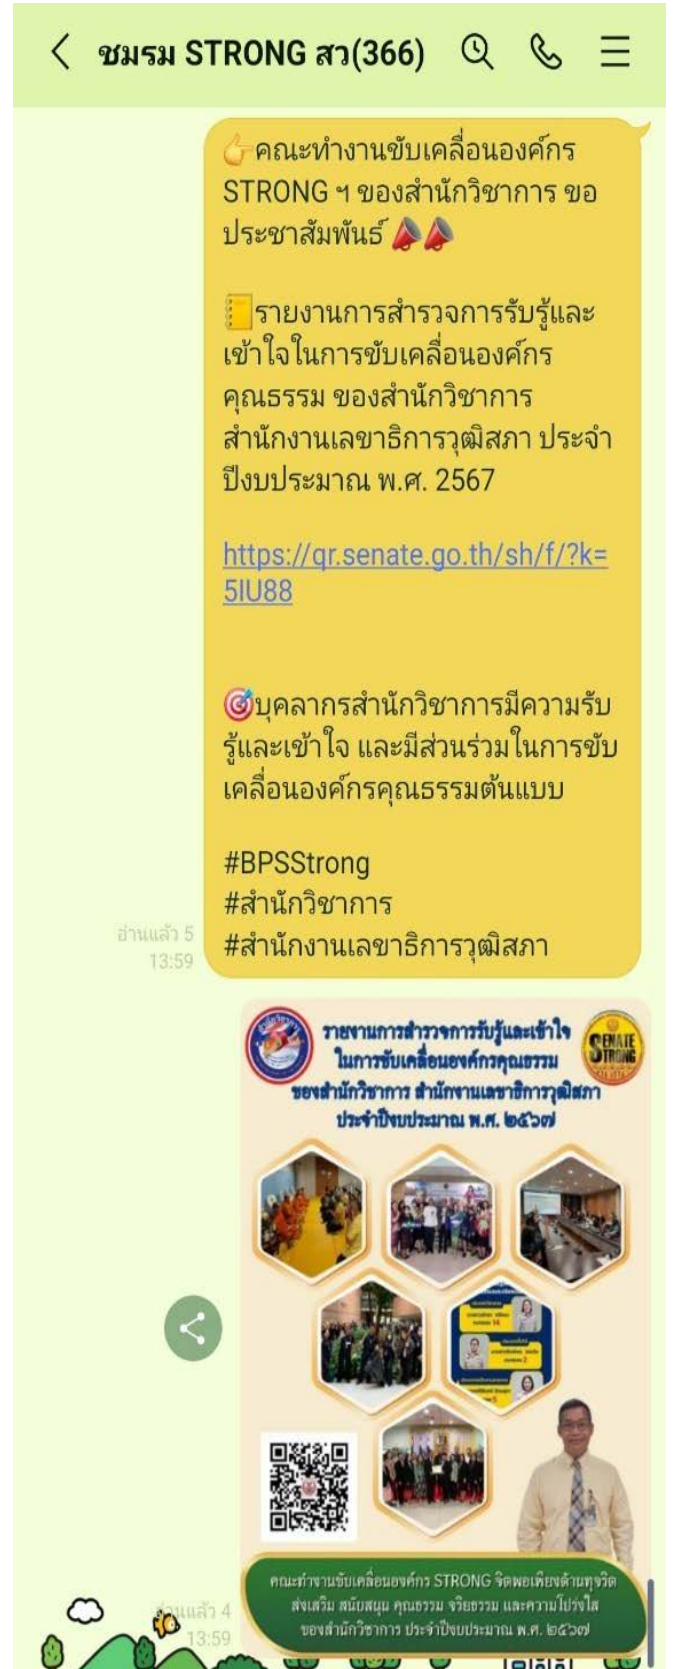 ชมรม STRONG สว(366)
👉คณะทำงานขับเคลื่อนองค์กร
STRONG ฯ ของสำนักวิชาการ ขอ
ประชาสัมพันธ์ 📣📣
📒รายงานการสำรวจการรับรู้และ
เข้าใจในการขับเคลื่อนองค์กร
คุณธรรม ของสำนักวิชาการ
สำนักงานเลขาธิการวุฒิสภา ประจำ
ปีงบประมาณ พ.ศ. 2567
https://qr.senate.go.th/sh/f/?k=
5IU88
🎯บุคลากรสำนักวิชาการมีความรับ
รู้และเข้าใจ และมีส่วนร่วมในการขับ
เคลื่อนองค์กรคุณธรรมต้นแบบ
#BPSStrong
#สำนักวิชาการ
#สำนักงานเลขาธิการวุฒิสภา
อ่านแล้ว 5
13:59
รายงานการสำรวจการรับรู้และเข้าใจ
ในการขับเคลื่อนองค์กรคุณธรรม
ของสำนักวิชาการ สำนักงานเลขาธิการวุฒิสภา
ประจำปีงบประมาณ พ.ศ. ๒๕๖๗
สำนักวิชาการ
SENATE
STRONG
14
2
5
คณะทำงานขับเคลื่อนองค์กร STRONG จิตพอเพียงต้านทุจริต
ส่งเสริม สนับสนุน คุณธรรม จริยธรรม และความโปร่งใส
ของสำนักวิชาการ ประจำปีงบประมาณ พ.ศ. ๒๕๖๗
อ่านแล้ว 4
13:59